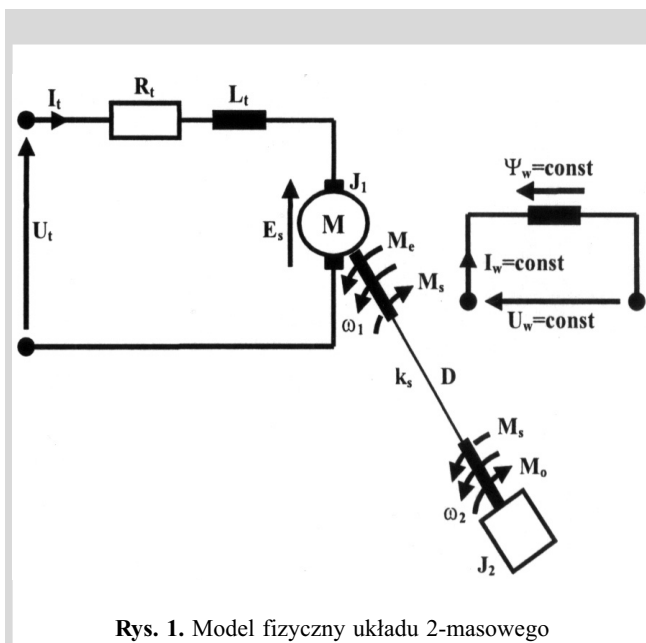 I_t
R_t
L_t
J_1
Ψ_w=const
U_t
E_s
M
M_e
I_w=const
M_s
U_w=const
ω_1
k_s D
M_s
M_o
ω_2
J_2
Rys. 1. Model fizyczny układu 2-masowego